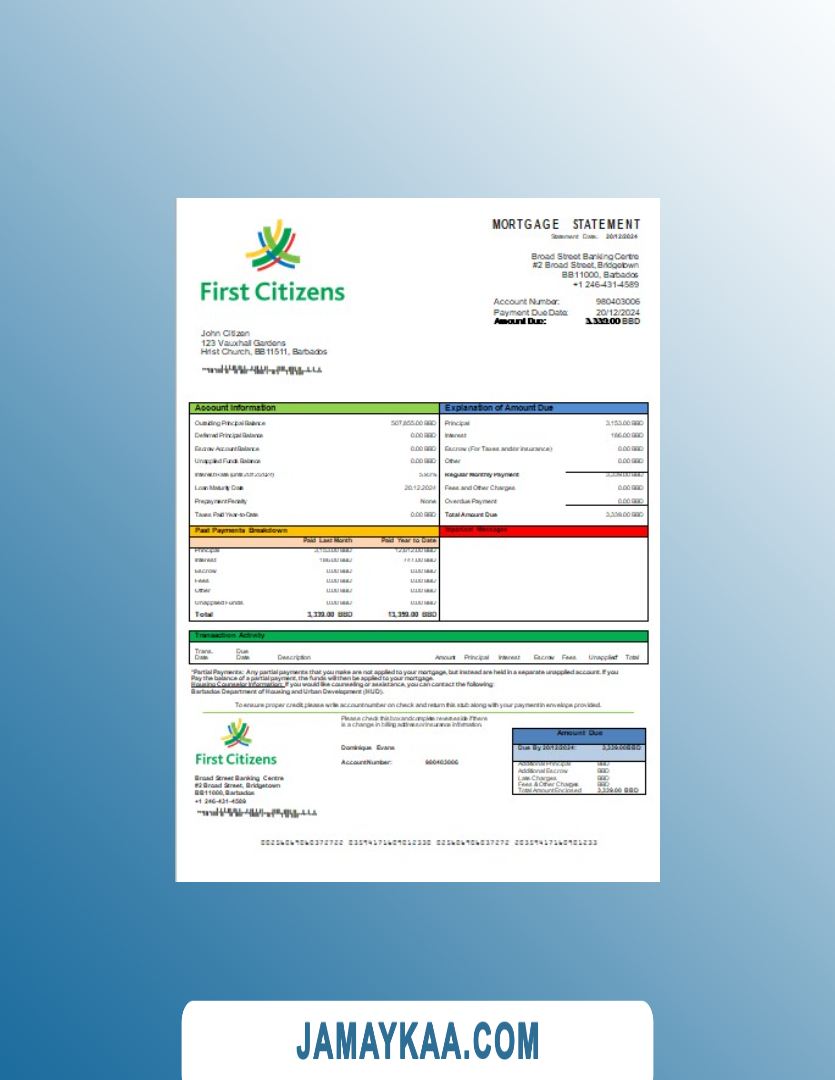 MORTGAGE STATEMENT
Statement Date: 20/12/2024
First Citizens
Broad Street Banking Centre
#2 Broad Street, Bridgetown
BB11000, Barbados
+1 246-431-4589
Account Number: 980403006
Payment Due Date: 20/12/2024
Amount Due: 3,339.00 BBD
John Citizen
123 Vauxhall Gardens
Hrist Church, BB11511, Barbados
Account Information
Outstding Principal Balance 507,855.00 BBD
Deferred Principal Balance 0.00 BBD
Escrow Account Balance 0.00 BBD
Unapplied Funds Balance 0.00 BBD
Interest Rate (until 20.12.2024)
Loan Maturity Date 20.12.2024
Prepayment Penalty None
Taxes Paid Year-to-Date 0.00 BBD
Explanation of Amount Due
Principal 3,153.00 BBD
Interest 186.00 BBD
Escrow (For Taxes and/or insurance) 0.00 BBD
Other 0.00 BBD
Regular Monthly Payment 3,339.00 BBD
Fees and Other Charges 0.00 BBD
Overdue Payment 0.00 BBD
Total Amount Due 3,339.00 BBD
Past Payments Breakdown
Paid Last Month Paid Year to Date
Principal 3,153.00 BBD 12,612.00 BBD
Interest 186.00 BBD
Escrow 0.00 BBD 0.00 BBD
Fees 0.00 BBD 0.00 BBD
Other 0.00 BBD 0.00 BBD
Unapplied Funds 0.00 BBD 0.00 BBD
Total 3,339.00 BBD 13,359.00 BBD
Important Messages
Transaction Activity
Trans. Date Due Date Description Amount Principal Interest Escrow Fees Unapplied* Total
*Partial Payments: Any partial payments that you make are not applied to your mortgage, but instead are held in a separate unapplied account. If you
Pay the balance of a partial payment, the funds will then be applied to your mortgage.
Housing Counselor Information: If you would like counseling or assistance, you can contact the following:
Barbados Department of Housing and Urban Development (HUD).
To ensure proper credit, please write account number on check and return this stub along with your payment in envelope provided.
First Citizens
Broad Street Banking Centre
#2 Broad Street, Bridgetown
BB11000, Barbados
+1 246-431-4589
Please check this box and complete reverse side if there
is a change in billing address or insurance information
Dominique Evans
Account Number: 980403006
Amount Due
Due By 20/12/2024: 3,339.00BBD
Additional Principal BBD
Additional Escrow BBD
Late Charges BBD
Fees & Other Charges BBD
Total Amount Enclosed 3,339.00 BBD
JAMAYKAA.COM